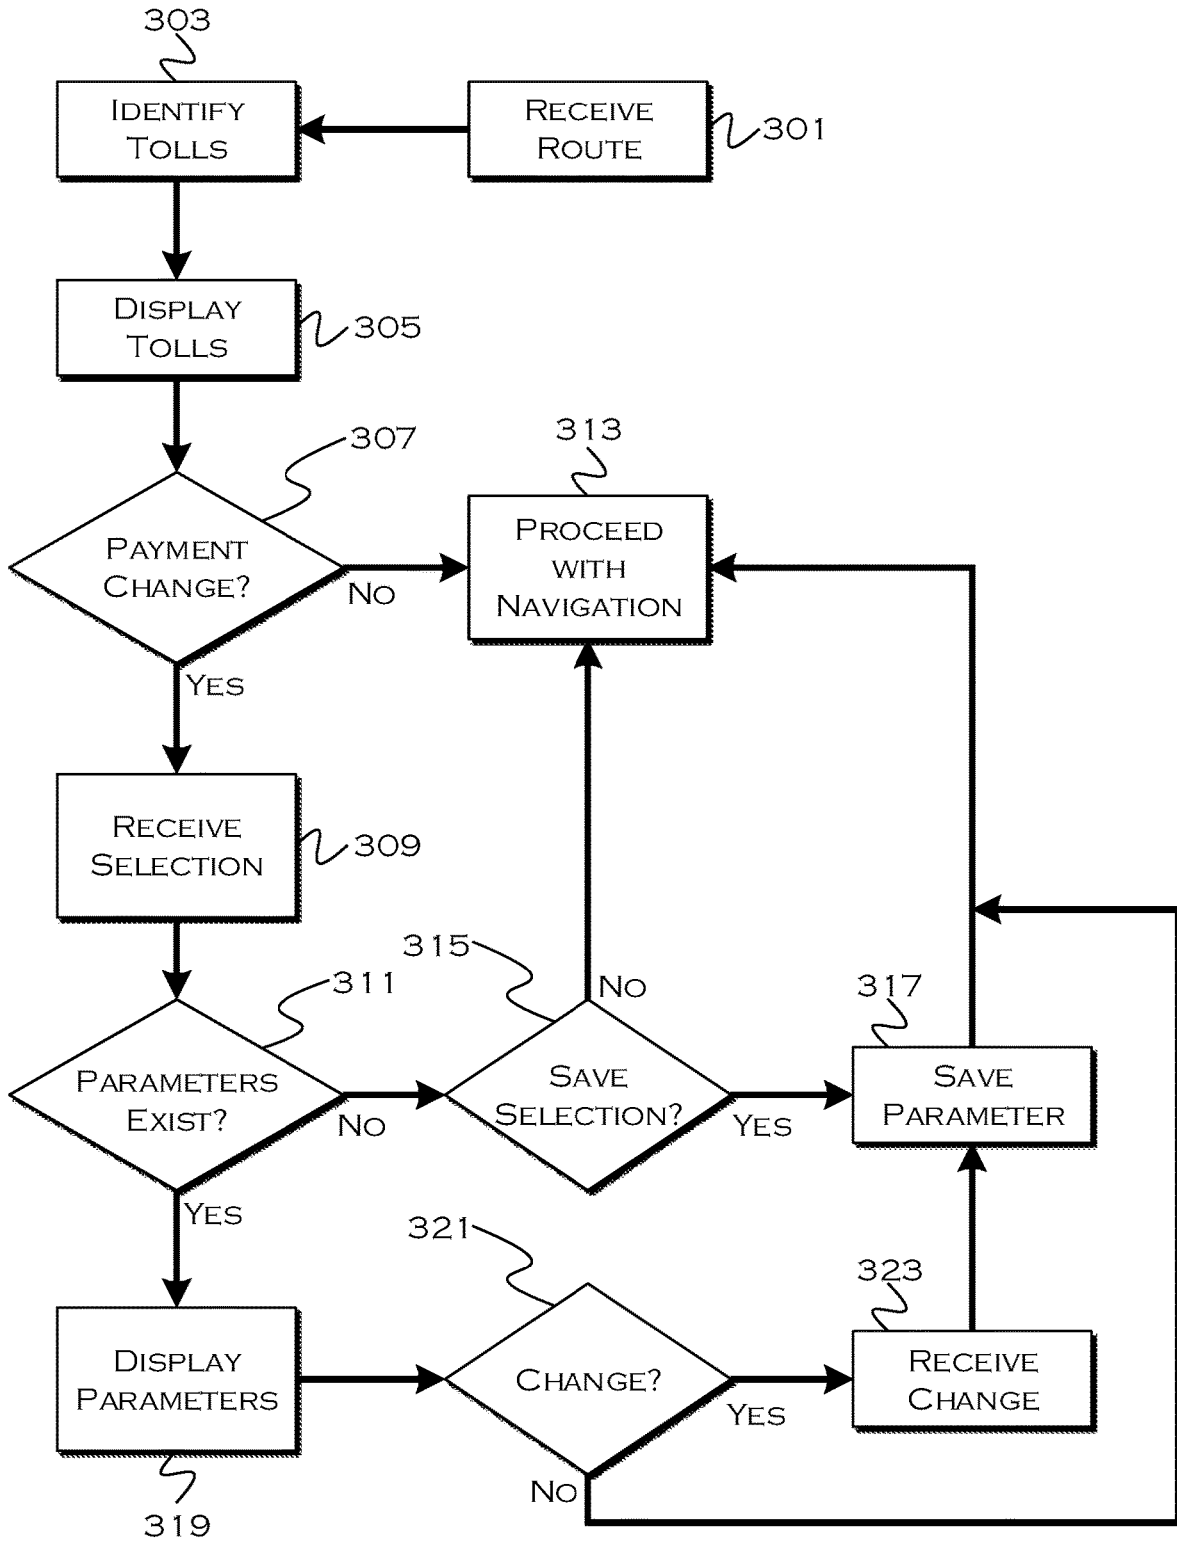 303
IDENTIFY
TOLLS
RECEIVE
ROUTE
301
DISPLAY
TOLLS
305
307
313
PAYMENT
CHANGE?
NO
PROCEED
WITH
NAVIGATION
YES
RECEIVE
SELECTION
309
311
315
NO
317
PARAMETERS
EXIST?
NO
SAVE
SELECTION?
YES
SAVE
PARAMETER
YES
321
323
DISPLAY
PARAMETERS
CHANGE?
YES
RECEIVE
CHANGE
NO
319